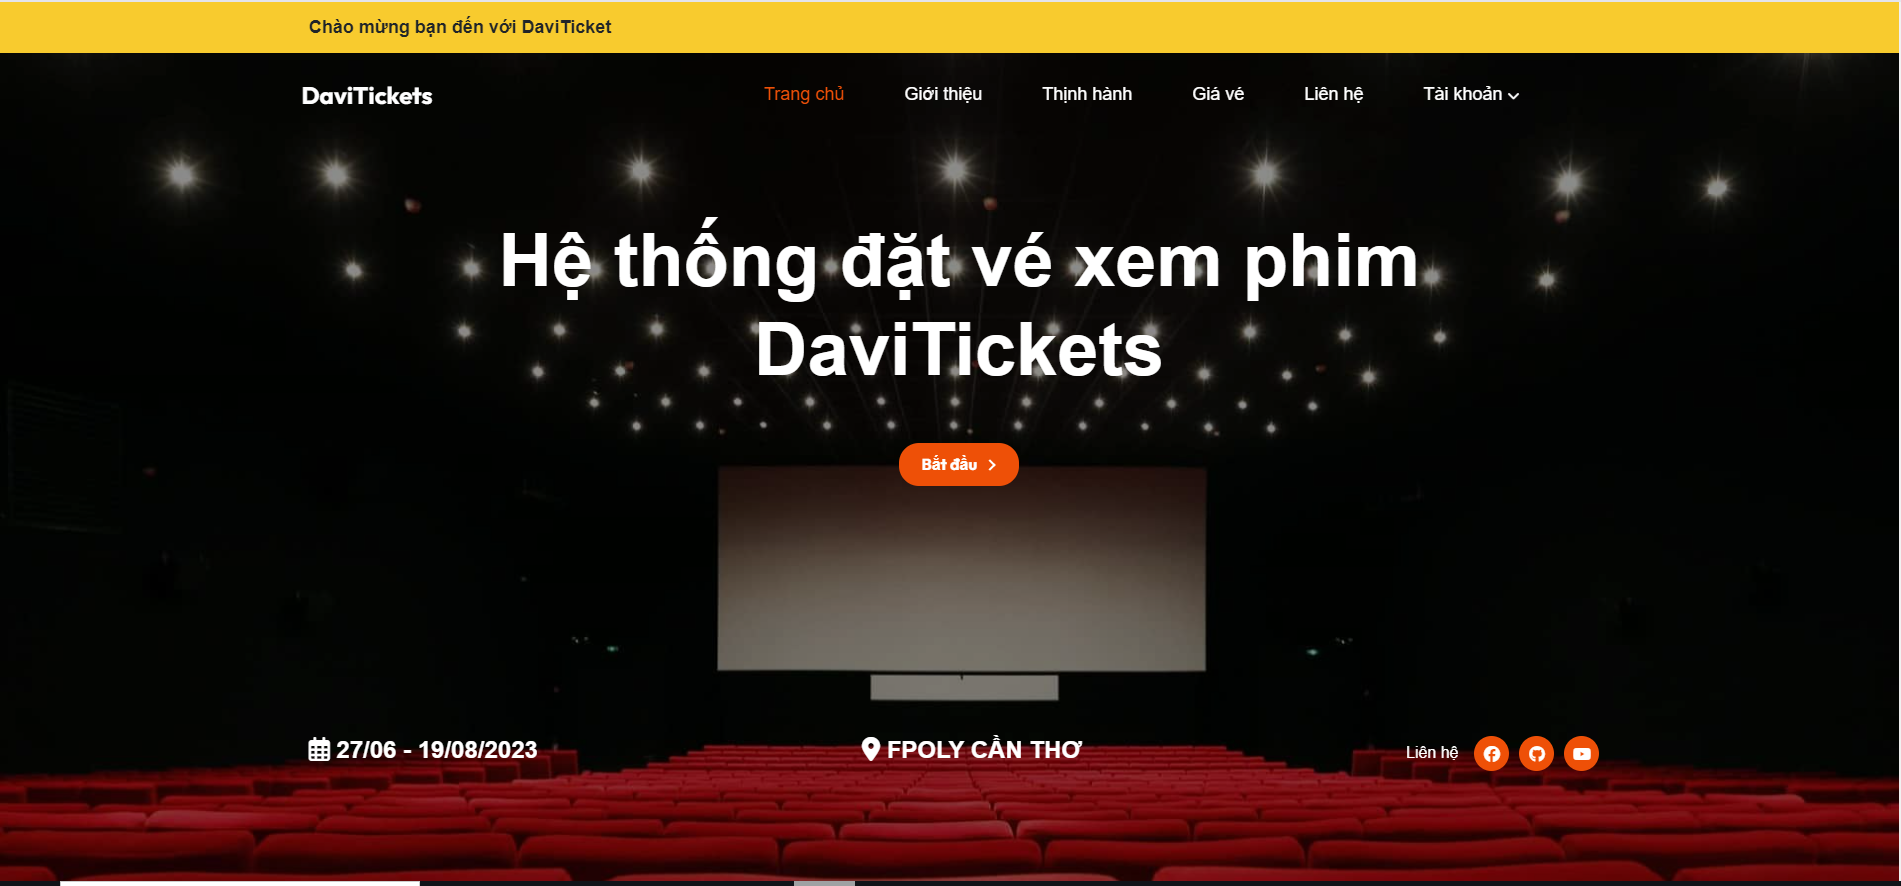 Chào mừng bạn đến với DaviTicket
DaviTickets
Trang chủ
Giới thiệu
Thịnh hành
Giá vé
Liên hệ
Tài khoản
Hệ thống đặt vé xem phim
DaviTickets
Bắt đầu
27/06 - 19/08/2023
FPOLY CẦN THƠ
Liên hệ